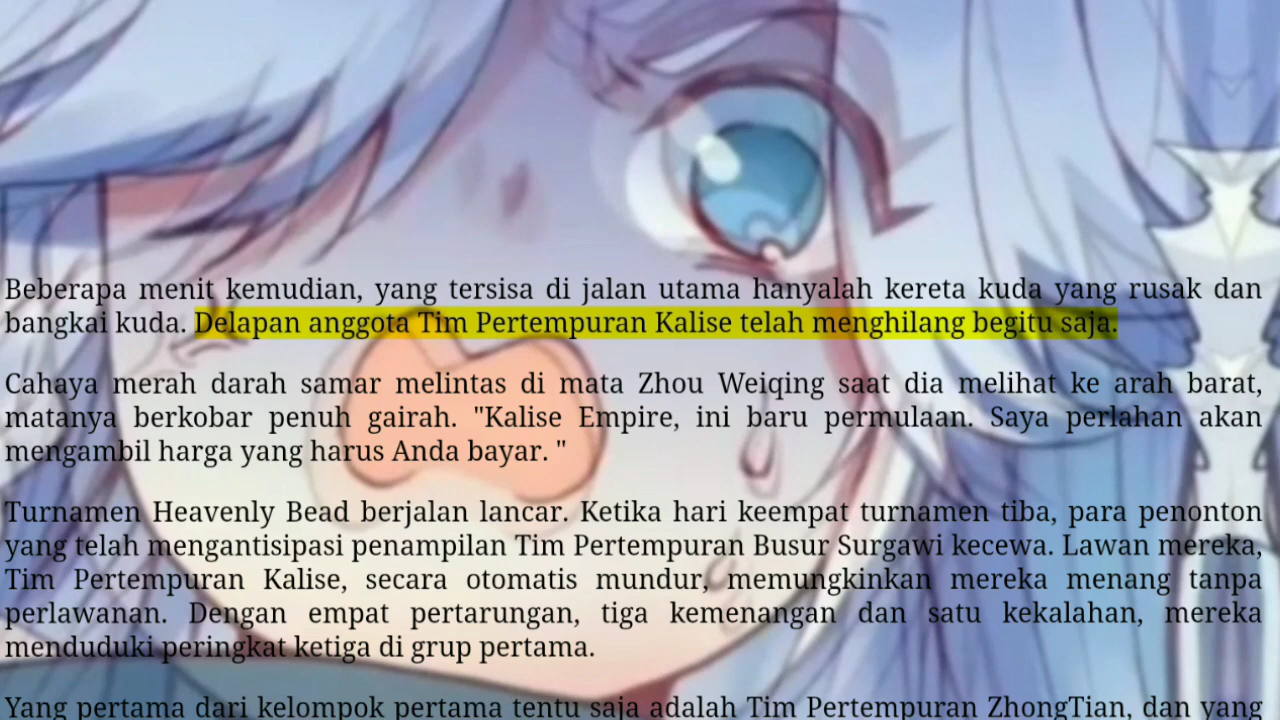 Beberapa menit kemudian, yang tersisa di jalan utama hanyalah kereta kuda yang rusak dan
bangkai kuda. Delapan anggota Tim Pertempuran Kalise telah menghilang begitu saja.
Cahaya merah darah samar melintas di mata Zhou Weiqing saat dia melihat ke arah barat,
matanya berkobar penuh gairah. "Kalise Empire, ini baru permulaan. Saya perlahan akan
mengambil harga yang harus Anda bayar. "
Turnamen Heavenly Bead berjalan lancar. Ketika hari keempat turnamen tiba, para penonton
yang telah mengantisipasi penampilan Tim Pertempuran Busur Surgawi kecewa. Lawan mereka,
Tim Pertempuran Kalise, secara otomatis mundur, memungkinkan mereka menang tanpa
perlawanan. Dengan empat pertarungan, tiga kemenangan dan satu kekalahan, mereka
menduduki peringkat ketiga di grup pertama.
Yang pertama dari kelompok pertama tentu saja adalah Tim Pertempuran ZhongTian, dan yang